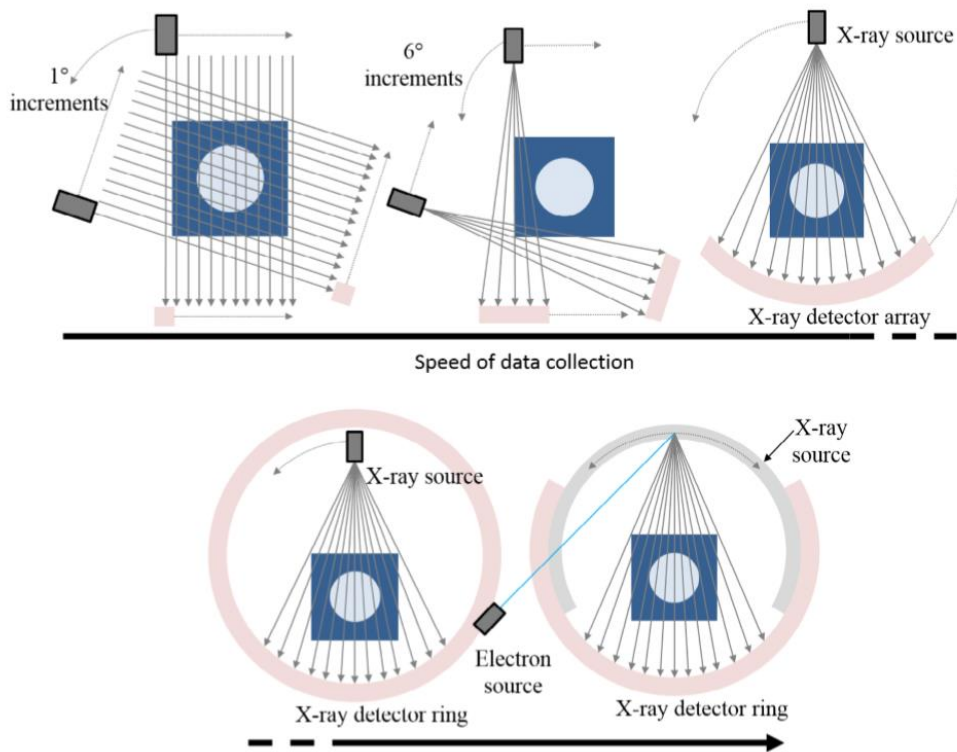 1°
increments
6°
increments
X-ray source
X-ray detector array
Speed of data collection
X-ray source
X-ray
source
Electron
source
X-ray detector ring
X-ray detector ring